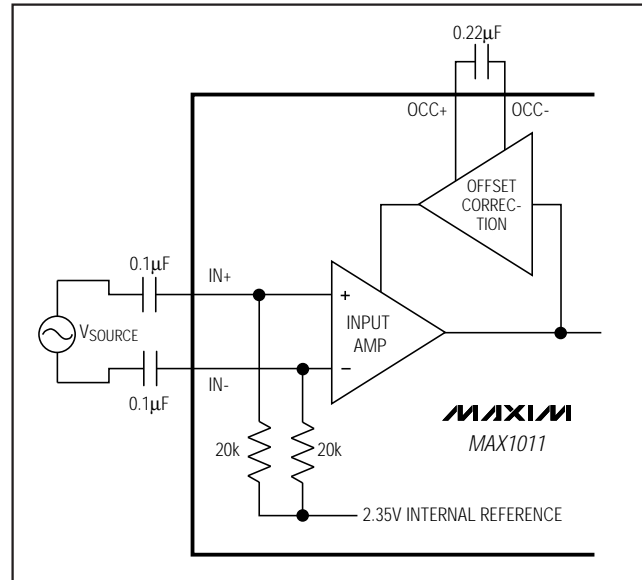 0.22µF
OCC+
OCC-
OFFSET
CORREC-
TION
0.1µF
IN+
VSOURCE
+
INPUT
AMP
−
IN-
0.1µF
MAXIM
MAX1011
20k
20k
2.35V INTERNAL REFERENCE